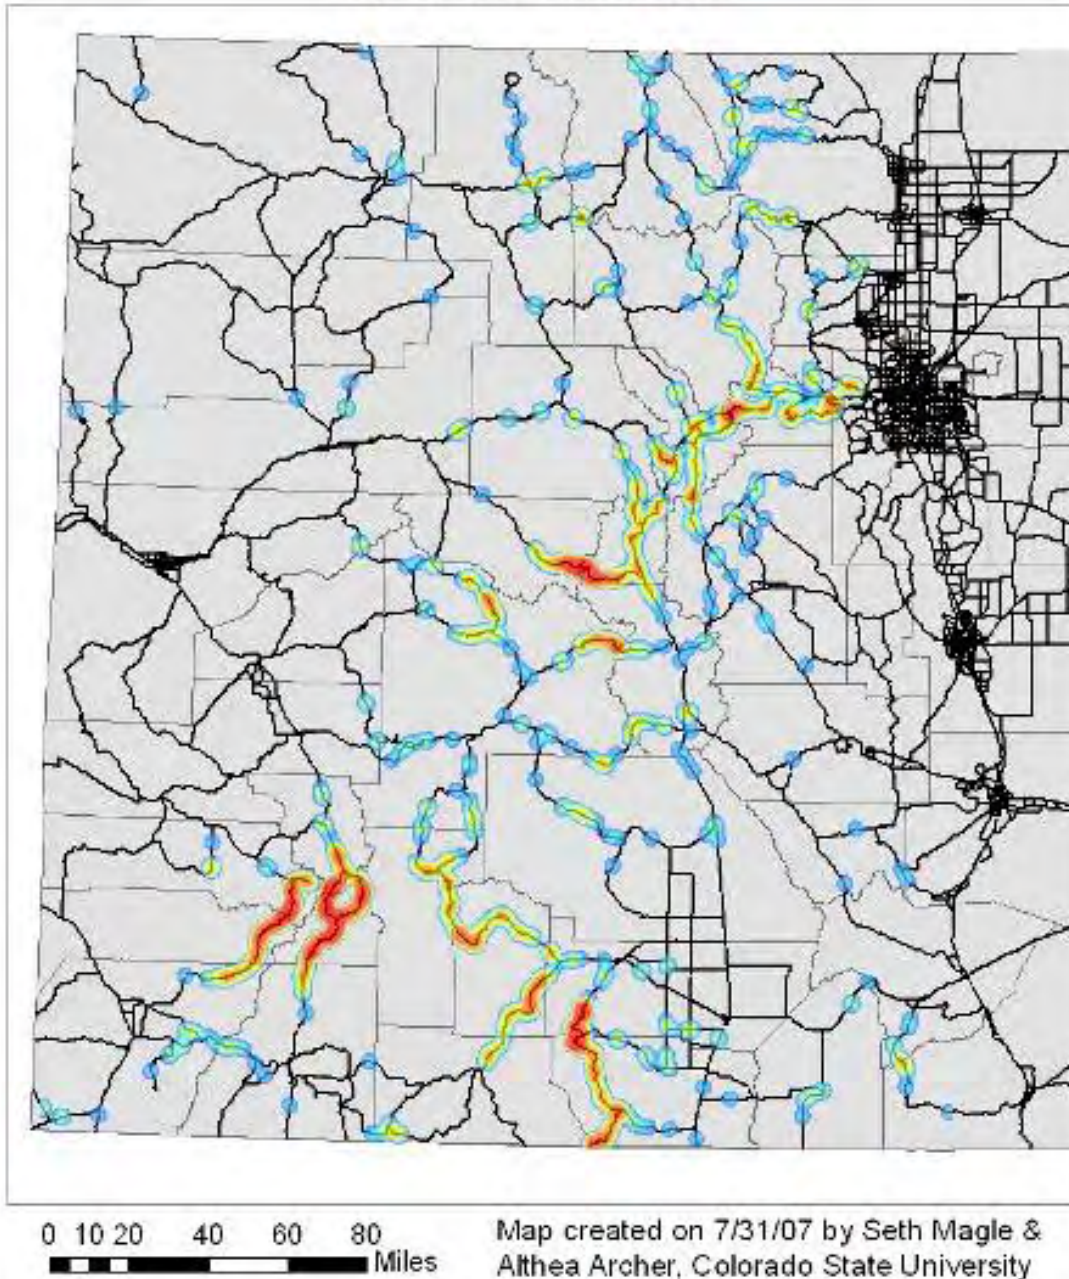 0 10 20 40 60 80
Miles
Map created on 7/31/07 by Seth Magle &
Althea Archer, Colorado State University